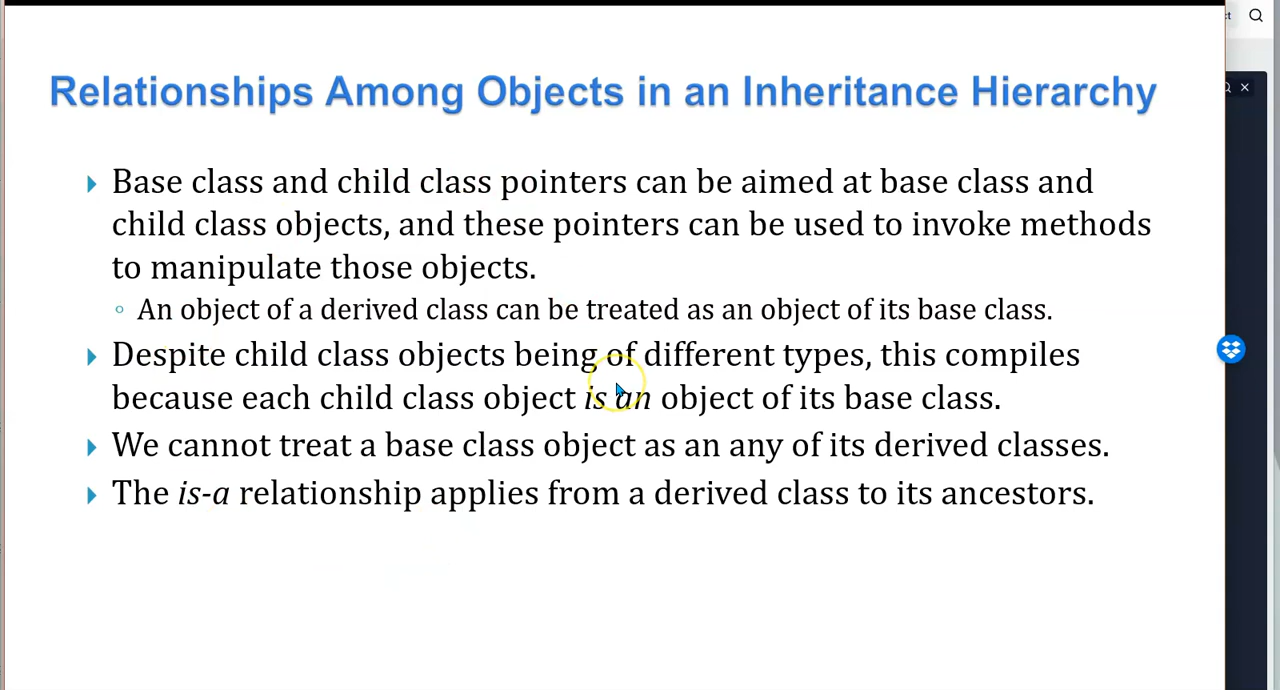 Relationships Among Objects in an Inheritance Hierarchy
Base class and child class pointers can be aimed at base class and
child class objects, and these pointers can be used to invoke methods
to manipulate those objects.
An object of a derived class can be treated as an object of its base class.
Despite child class objects being of different types, this compiles
because each child class object is an object of its base class.
We cannot treat a base class object as an any of its derived classes.
The is-a relationship applies from a derived class to its ancestors.